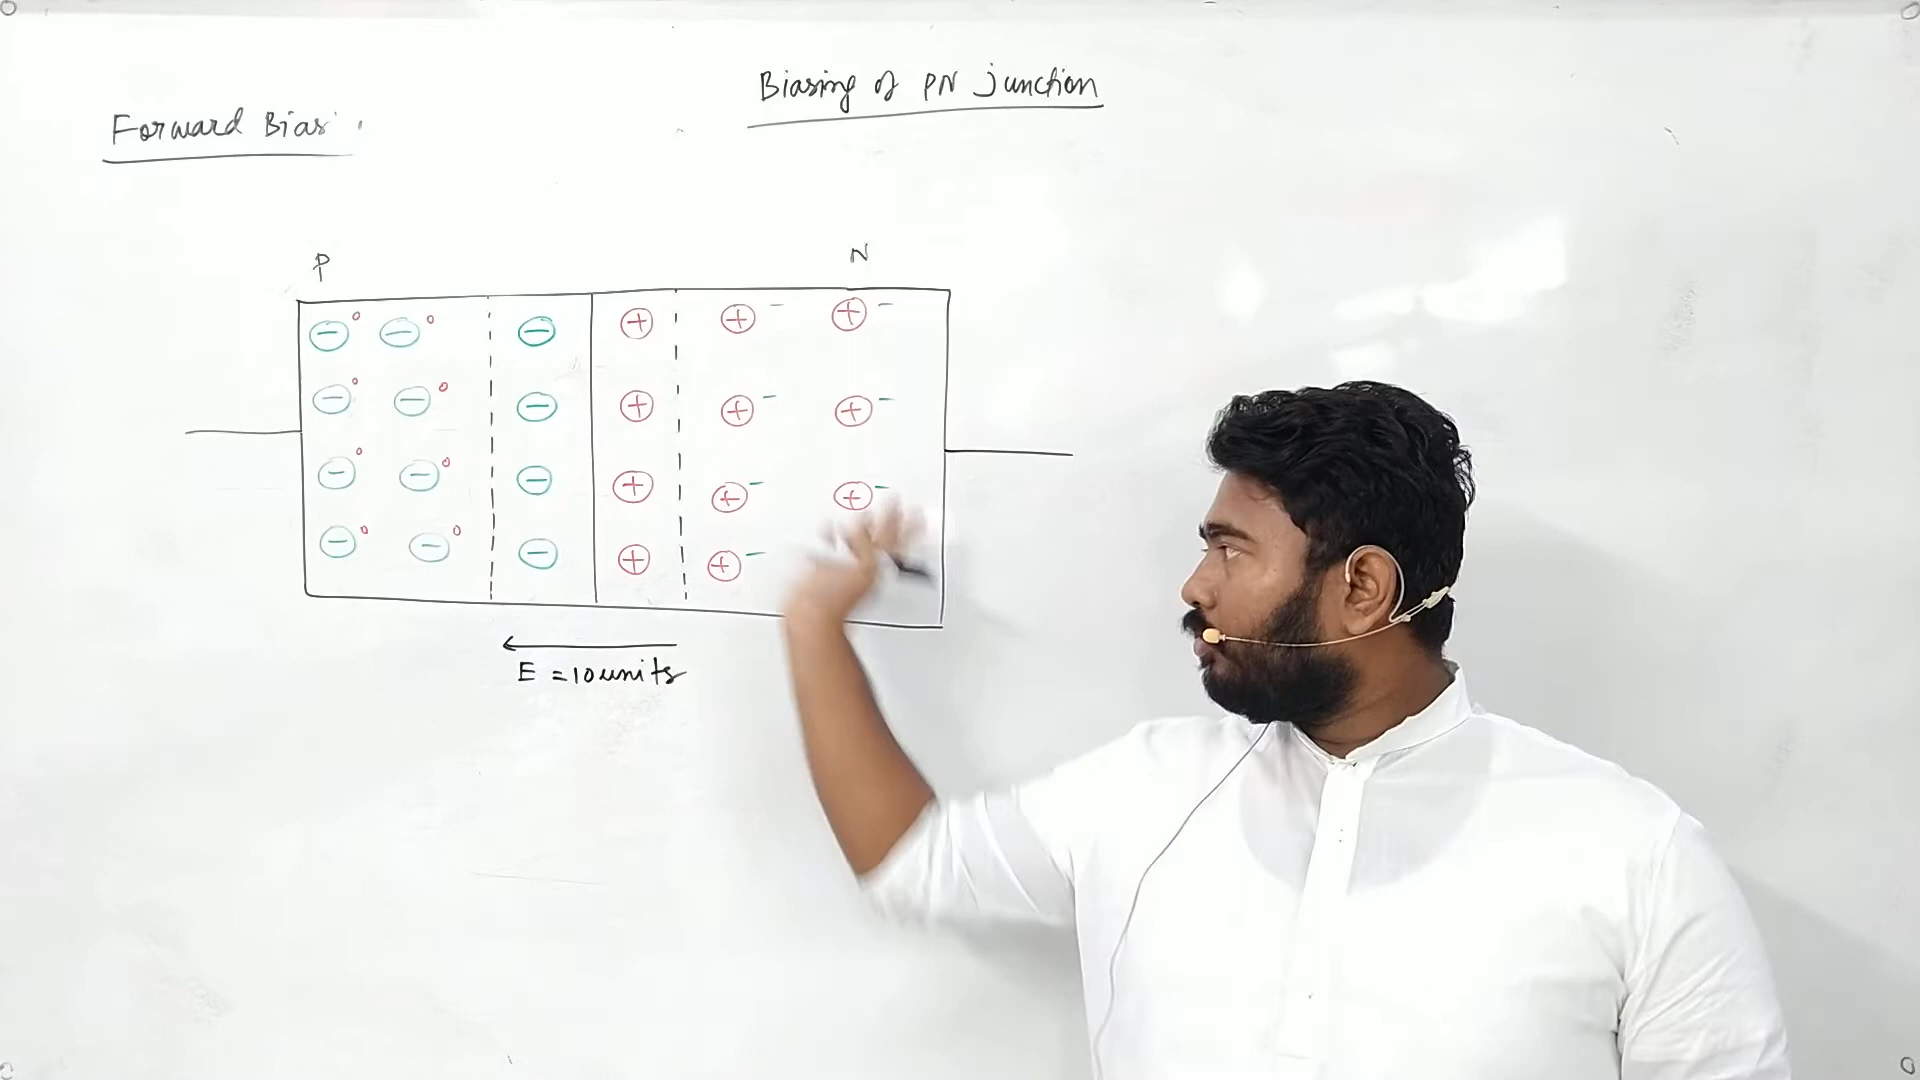 Biasing of PN junction
Forward Bias
P
N
− o − o − + + − + −
− o − o − + + − + −
− o − o − + + − + −
− o − o − + + −
E = 10 units